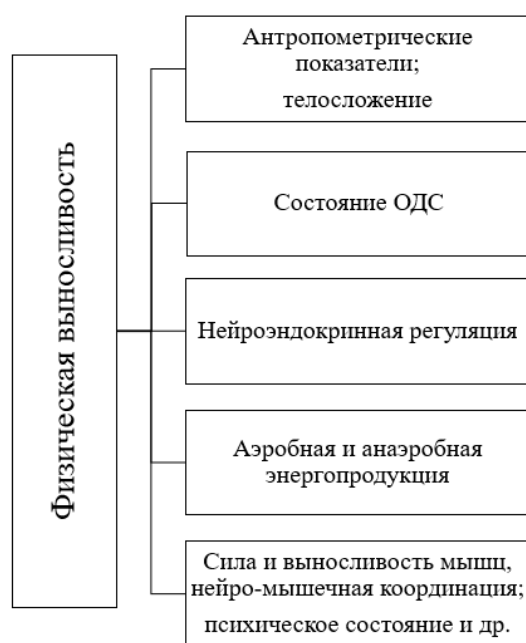 Физическая выносливость
Антропометрические
показатели;
телосложение
Состояние ОДС
Нейроэндокринная регуляция
Аэробная и анаэробная
энергопродукция
Сила и выносливость мышц,
нейро-мышечная координация;
психическое состояние и др.